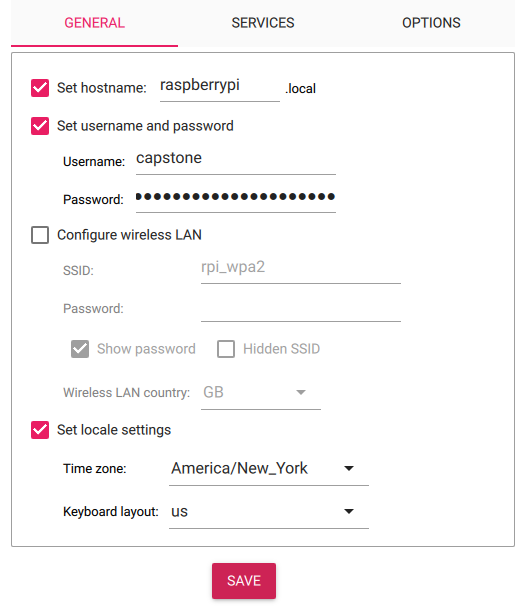 GENERAL SERVICES OPTIONS
Set hostname: raspberrypi .local
Set username and password
Username: capstone
Password: ●●●●●●●●●●●●●●●●●●●●●●
Configure wireless LAN
SSID: rpi_wpa2
Password:
Show password Hidden SSID
Wireless LAN country: GB
Set locale settings
Time zone: America/New_York
Keyboard layout: us
SAVE